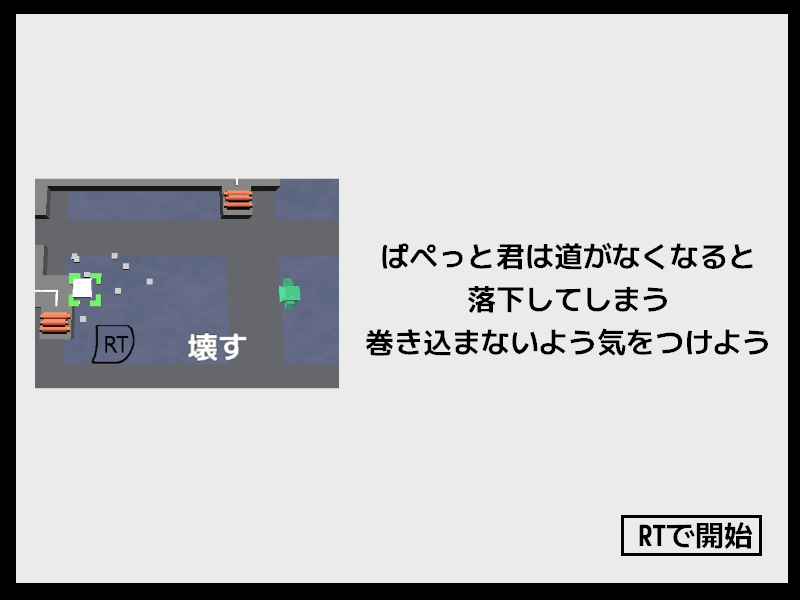 ぱぺっと君は道がなくなると
落下してしまう
巻き込まないよう気をつけよう
RT
壊す
RTで開始